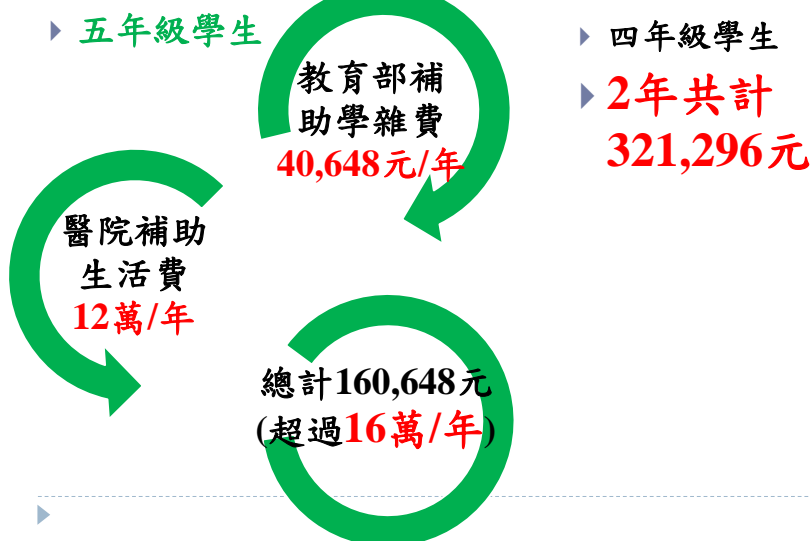 五年級學生
教育部補
助學雜費
40,648元/年
醫院補助
生活費
12萬/年
總計160,648元
(超過16萬/年)
四年級學生
2年共計
321,296元